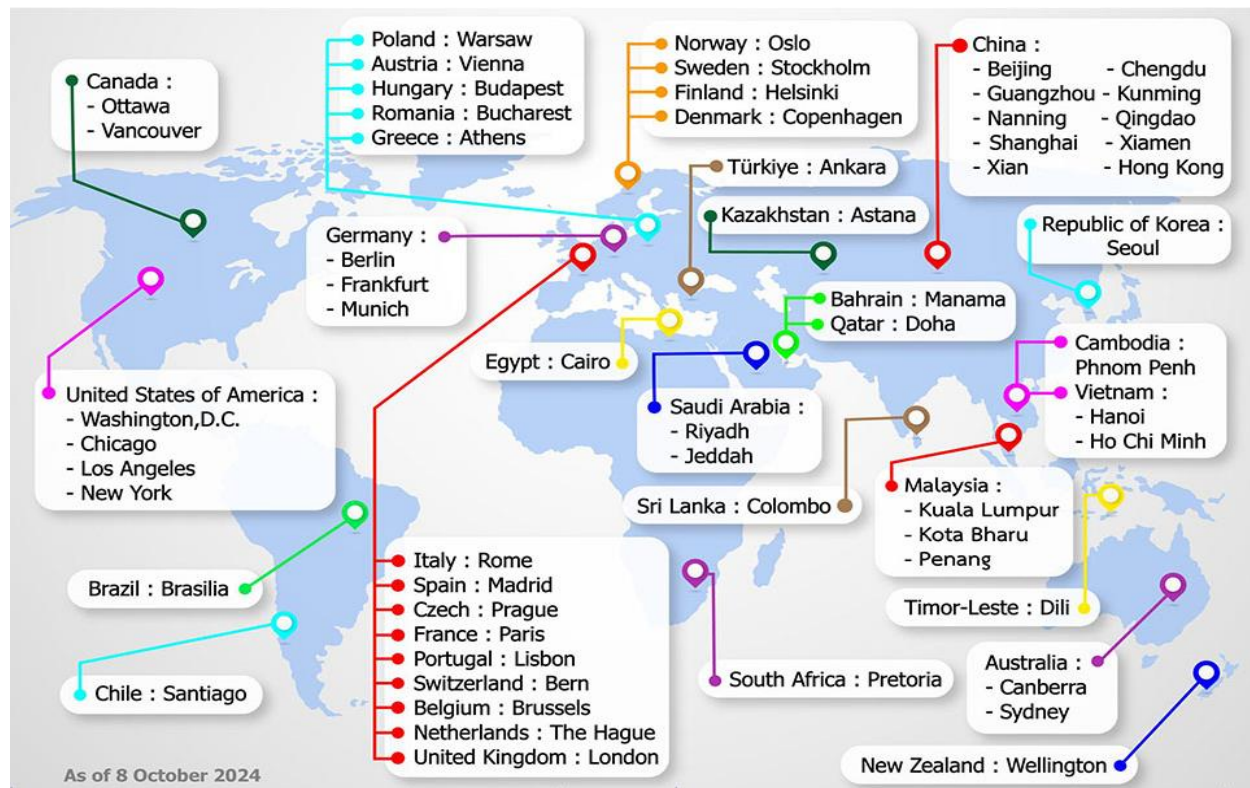 Canada :
- Ottawa
- Vancouver
Poland : Warsaw
Austria : Vienna
Hungary : Budapest
Romania : Bucharest
Greece : Athens
Norway : Oslo
Sweden : Stockholm
Finland : Helsinki
Denmark : Copenhagen
China :
- Beijing - Chengdu
- Guangzhou - Kunming
- Nanning - Qingdao
- Shanghai - Xiamen
- Xian - Hong Kong
Türkiye : Ankara
Kazakhstan : Astana
Republic of Korea :
Seoul
Germany :
- Berlin
- Frankfurt
- Munich
Bahrain : Manama
Qatar : Doha
Egypt : Cairo
Cambodia :
Phnom Penh
Vietnam :
- Hanoi
- Ho Chi Minh
United States of America :
- Washington,D.C.
- Chicago
- Los Angeles
- New York
Saudi Arabia :
- Riyadh
- Jeddah
Sri Lanka : Colombo
Malaysia :
- Kuala Lumpur
- Kota Bharu
- Penang
Brazil : Brasilia
Italy : Rome
Spain : Madrid
Czech : Prague
France : Paris
Portugal : Lisbon
Switzerland : Bern
Belgium : Brussels
Netherlands : The Hague
United Kingdom : London
Timor-Leste : Dili
Chile : Santiago
South Africa : Pretoria
Australia :
- Canberra
- Sydney
New Zealand : Wellington
As of 8 October 2024